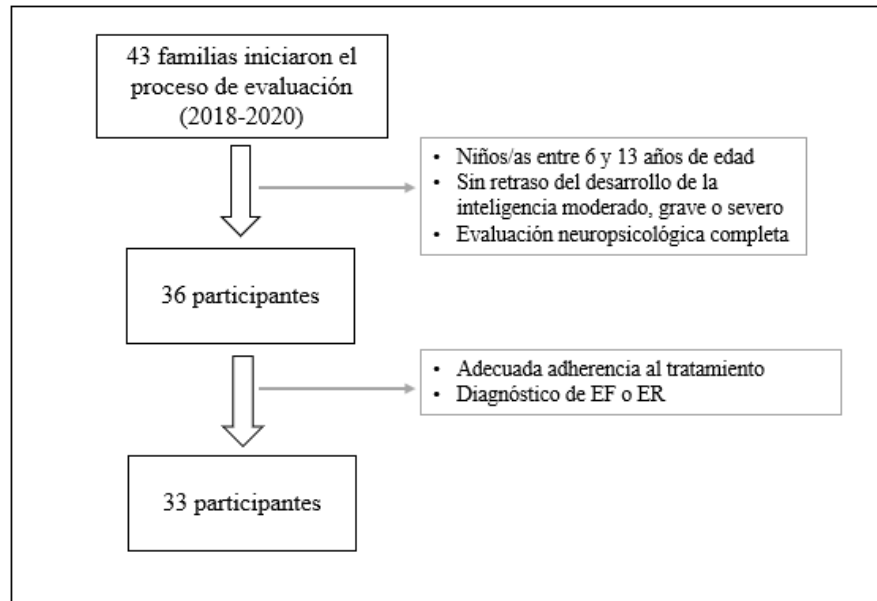 43 familias iniciaron el
proceso de evaluación
(2018-2020)
• Niños/as entre 6 y 13 años de edad
• Sin retraso del desarrollo de la
inteligencia moderado, grave o severo
• Evaluación neuropsicológica completa
36 participantes
• Adecuada adherencia al tratamiento
• Diagnóstico de EF o ER
33 participantes